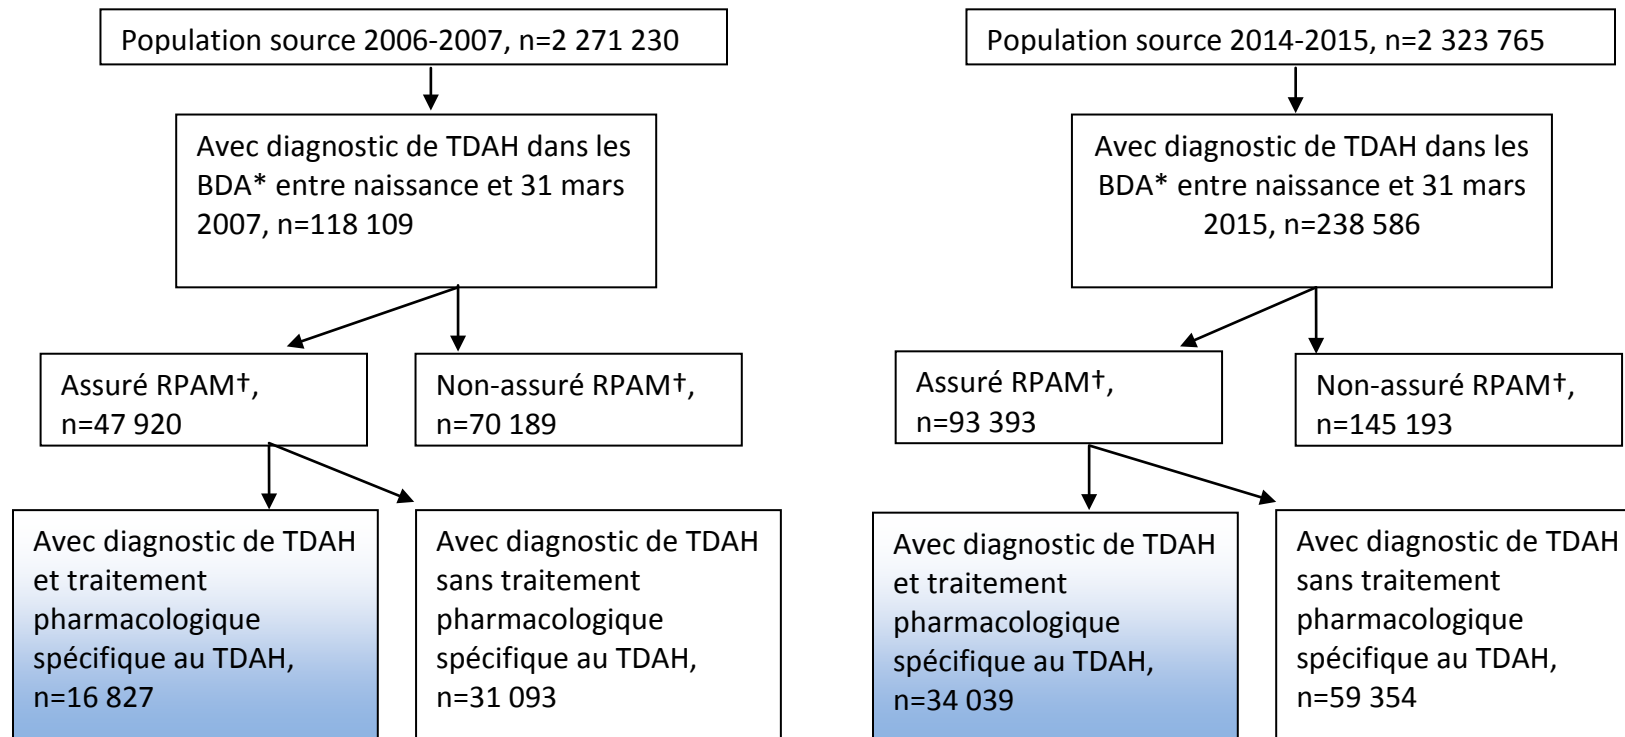 Population source 2006-2007, n=2 271 230
Avec diagnostic de TDAH dans les
BDA* entre naissance et 31 mars
2007, n=118 109
Assuré RPAM†,
n=47 920
Non-assuré RPAM†,
n=70 189
Avec diagnostic de TDAH
et traitement
pharmacologique
spécifique au TDAH,
n=16 827
Avec diagnostic de TDAH
sans traitement
pharmacologique
spécifique au TDAH,
n=31 093
Population source 2014-2015, n=2 323 765
Avec diagnostic de TDAH dans les
BDA* entre naissance et 31 mars
2015, n=238 586
Assuré RPAM†,
n=93 393
Non-assuré RPAM†,
n=145 193
Avec diagnostic de TDAH
et traitement
pharmacologique
spécifique au TDAH,
n=34 039
Avec diagnostic de TDAH
sans traitement
pharmacologique
spécifique au TDAH,
n=59 354